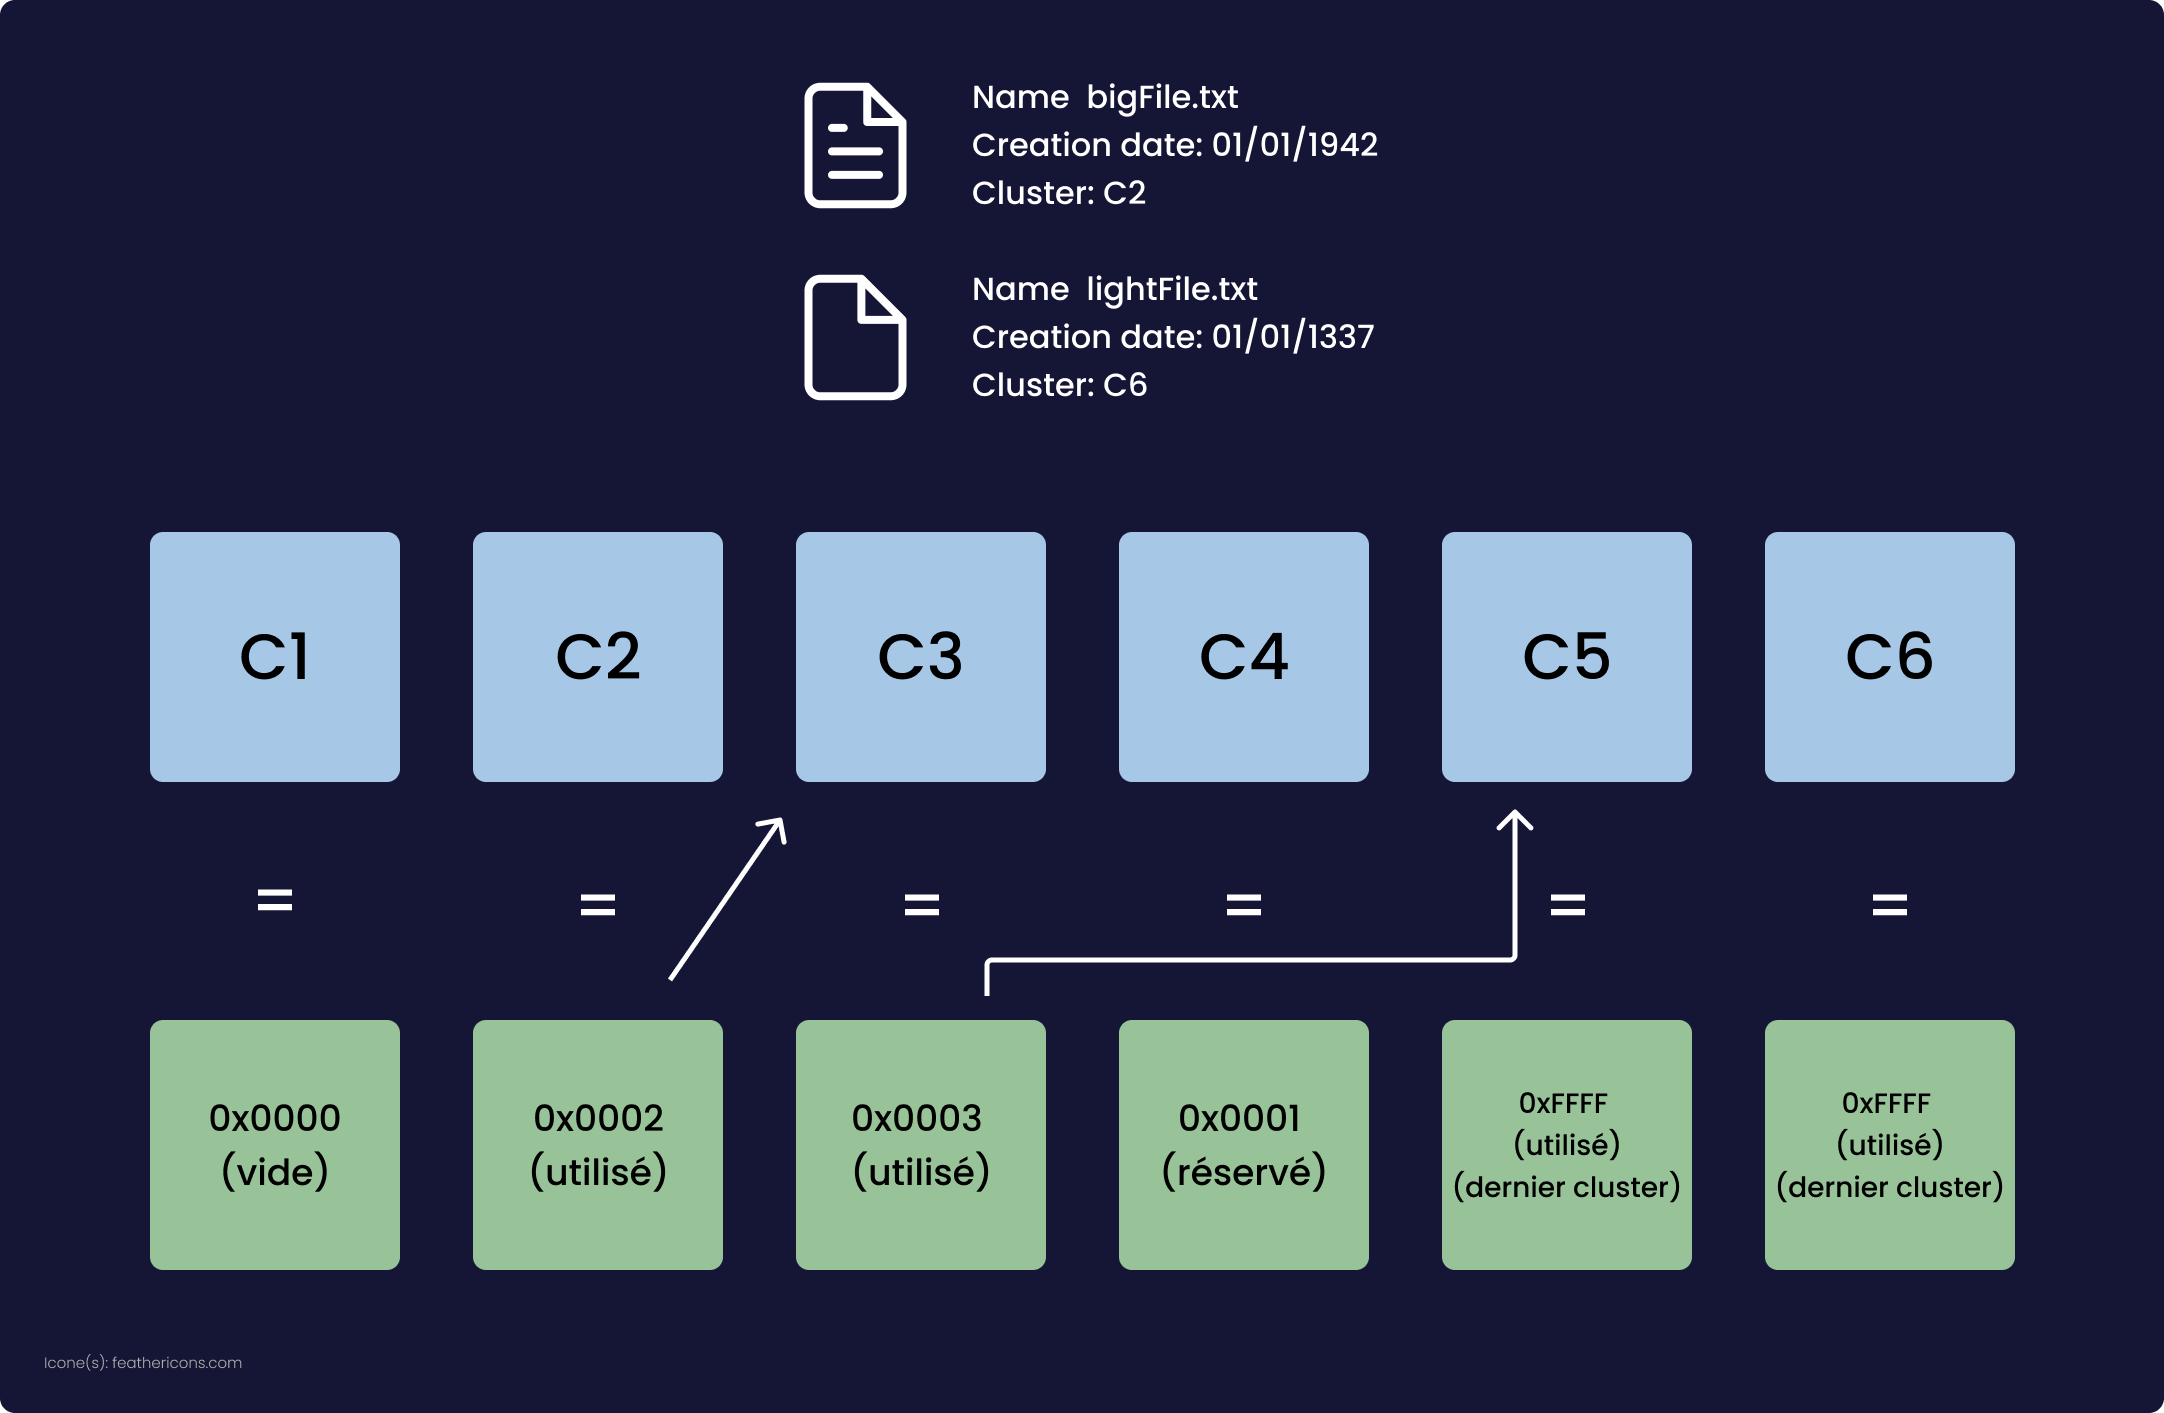 Name bigFile.txt
Creation date: 01/01/1942
Cluster: C2
Name lightFile.txt
Creation date: 01/01/1337
Cluster: C6
C1
C2
C3
C4
C5
C6
=
=
=
=
=
=
0x0000
(vide)
0x0002
(utilisé)
0x0003
(utilisé)
0x0001
(réservé)
0xFFFF
(utilisé)
(dernier cluster)
0xFFFF
(utilisé)
(dernier cluster)
Icone(s): feathericons.com